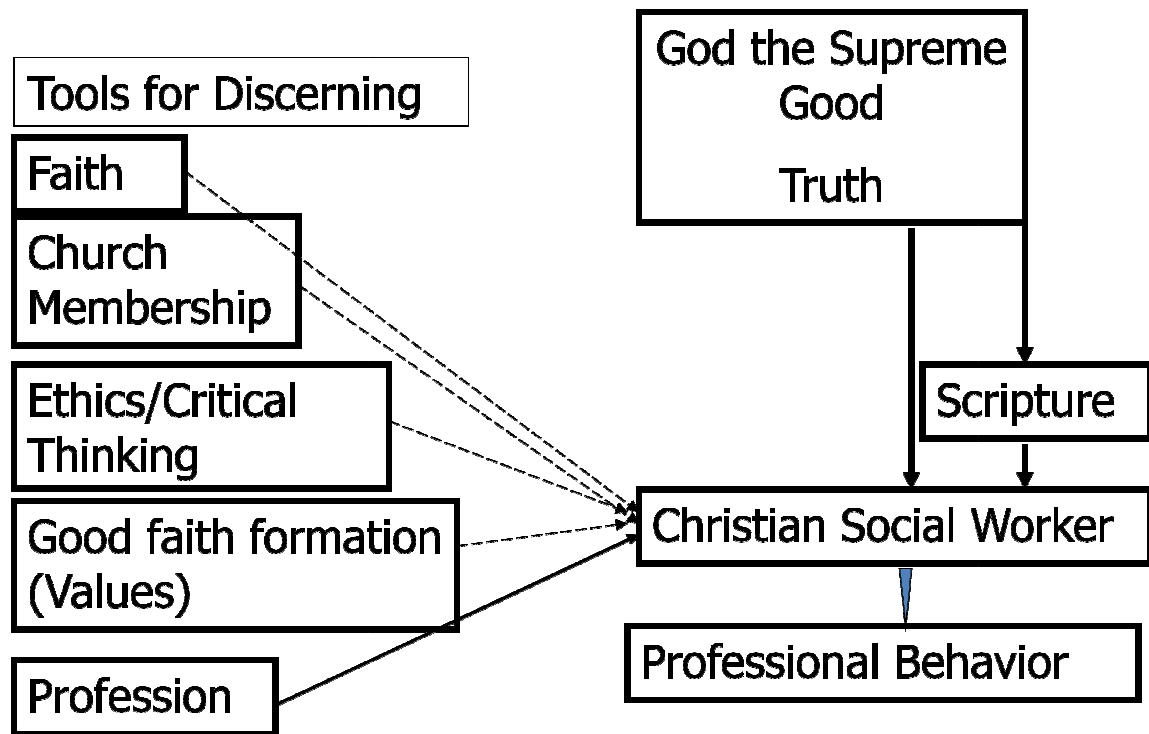 Tools for Discerning
Faith
Church
Membership
Ethics/Critical
Thinking
Good faith formation
(Values)
Profession
God the Supreme
Good
Truth
Scripture
Christian Social Worker
Professional Behavior